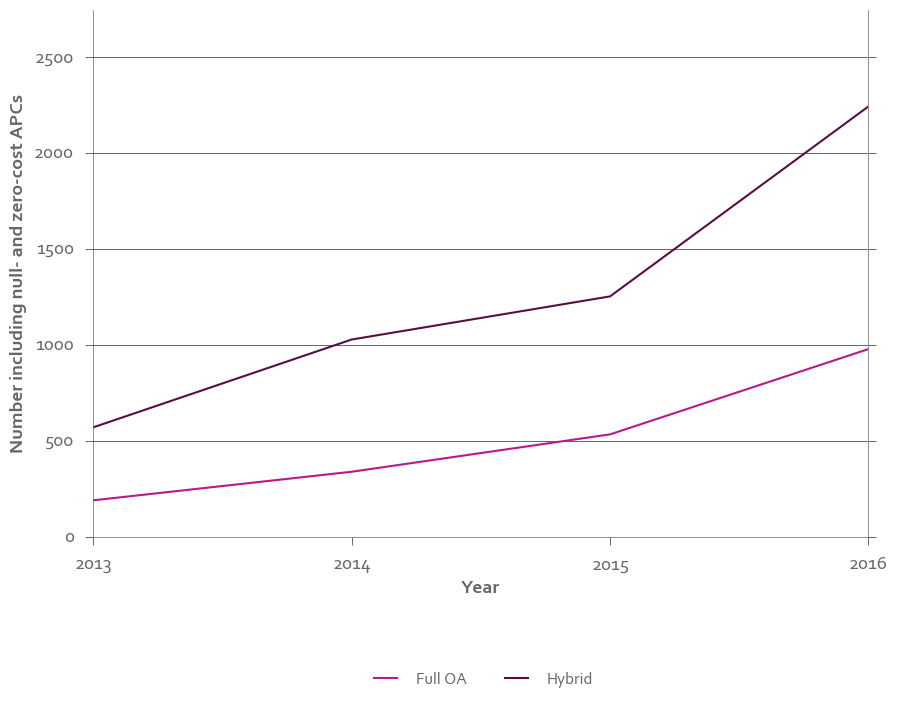 Number including null- and zero-cost APCs
2500
2000
1500
1000
500
0
2013 2014 2015 2016
Year
Full OA Hybrid